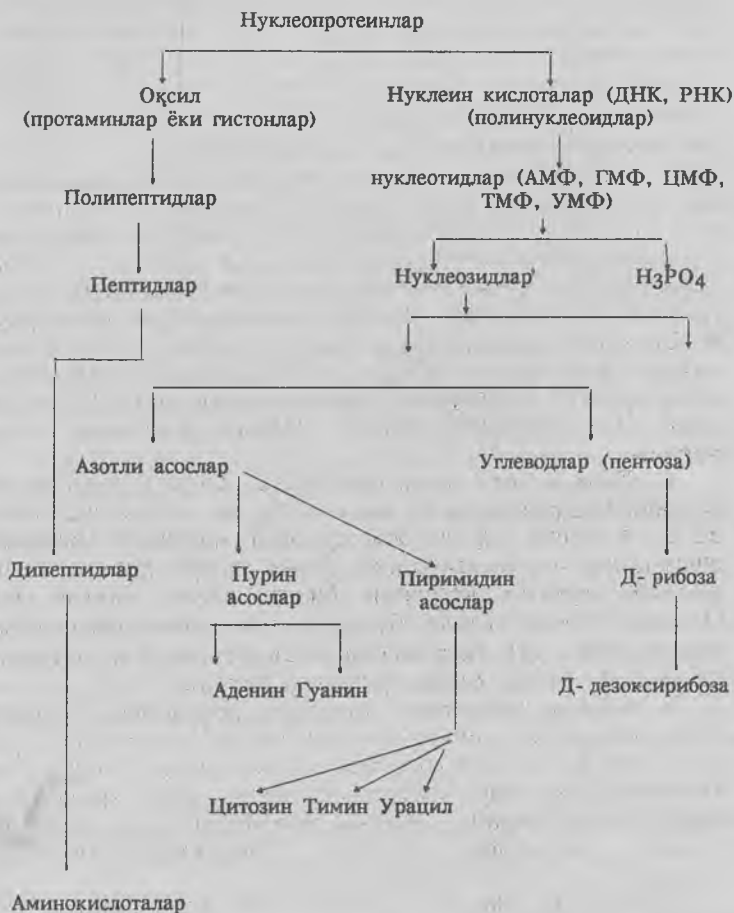 Нуклеопротеинлар
Оқсил
(протаминлар ёки гистонлар)
Нуклеин кислоталар (ДНК, РНК)
(полинуклеоидлар)
Полипептидлар
нуклеотидлар (АМФ, ГМФ, ЦМФ,
ТМФ, УМФ)
Пептидлар
Нуклеозидлар
H3PO4
Азотли асослар
Углеводлар (пентоза)
Дипептидлар
Пурин
асослар
Пиримидин
асослар
Д- рибоза
Аденин Гуанин
Д- дезоксирибоза
Цитозин Тимин Урацил
Аминокислоталар